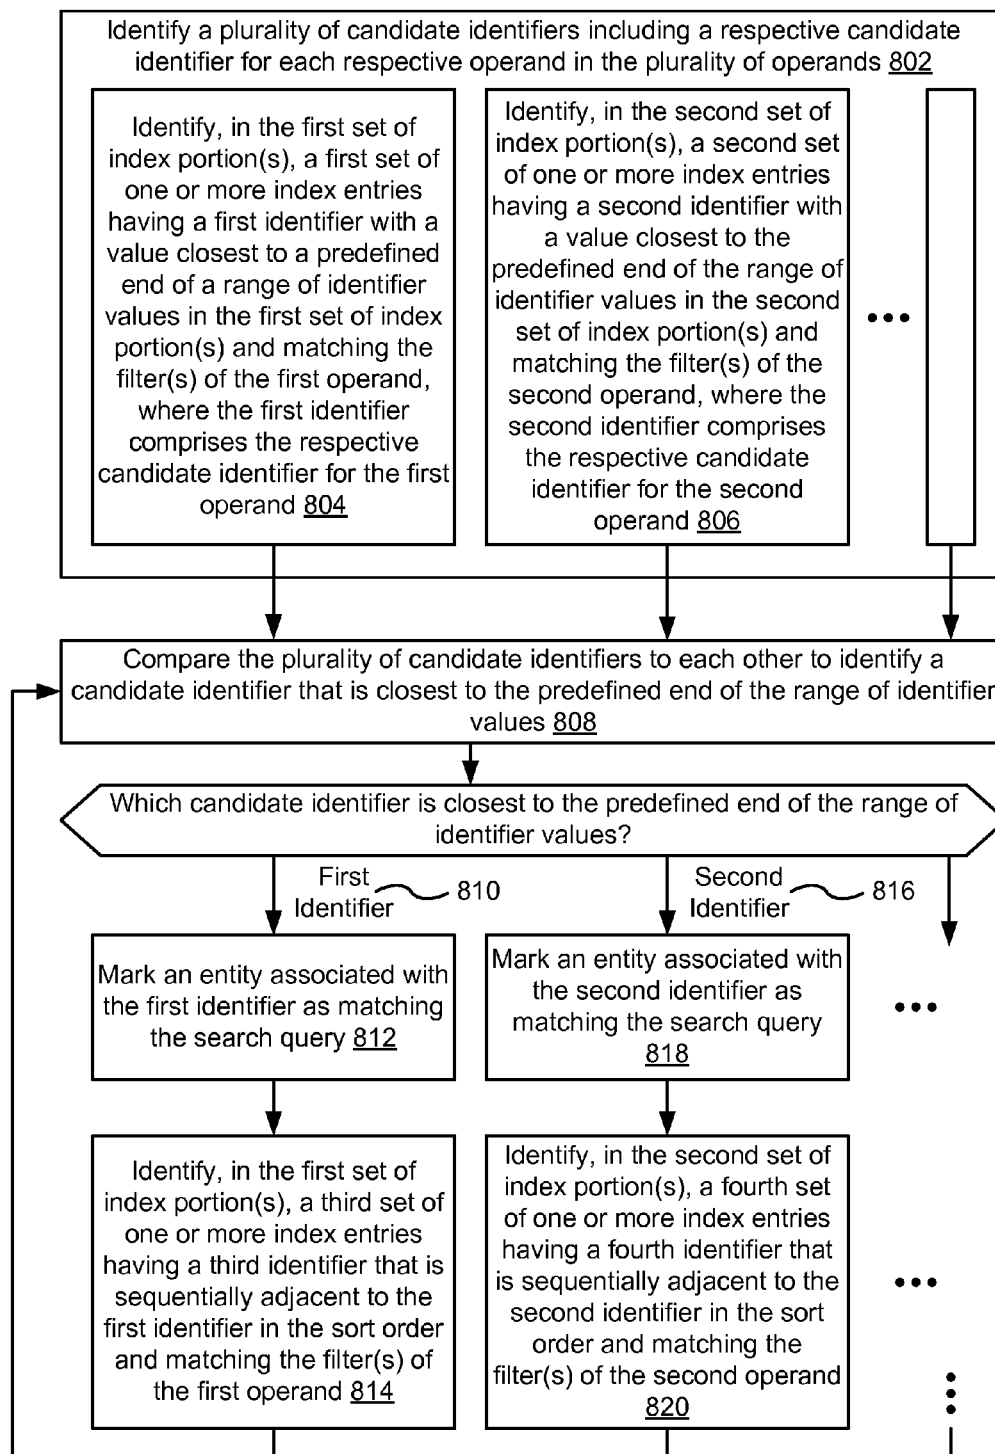 Identify a plurality of candidate identifiers including a respective candidate
identifier for each respective operand in the plurality of operands 802
Identify, in the first set of
index portion(s), a first set of
one or more index entries
having a first identifier with a
value closest to a predefined
end of a range of identifier
values in the first set of index
portion(s) and matching the
filter(s) of the first operand,
where the first identifier
comprises the respective
candidate identifier for the first
operand 804
Identify, in the second set of
index portion(s), a second set
of one or more index entries
having a second identifier with
a value closest to the
predefined end of the range of
identifier values in the second
set of index portion(s) and
matching the filter(s) of the
second operand, where the
second identifier comprises
the respective candidate
identifier for the second
operand 806
Compare the plurality of candidate identifiers to each other to identify a
candidate identifier that is closest to the predefined end of the range of identifier
values 808
Which candidate identifier is closest to the predefined end of the range of
identifier values?
First
Identifier
810
Second
Identifier
816
Mark an entity associated with
the first identifier as matching
the search query 812
Mark an entity associated with
the second identifier as
matching the search query
818
Identify, in the first set of
index portion(s), a third set of
one or more index entries
having a third identifier that is
sequentially adjacent to the
first identifier in the sort order
and matching the filter(s) of
the first operand 814
Identify, in the second set of
index portion(s), a fourth set
of one or more index entries
having a fourth identifier that
is sequentially adjacent to the
second identifier in the sort
order and matching the
filter(s) of the second operand
820